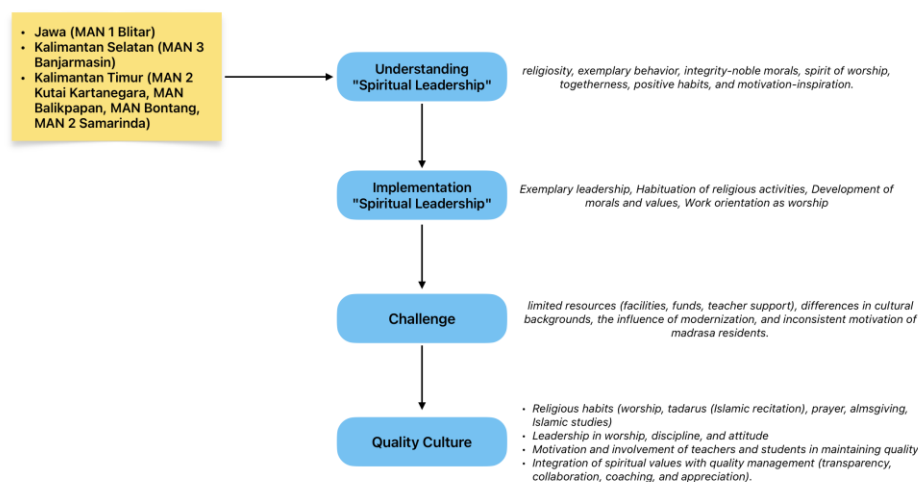 • Jawa (MAN 1 Blitar)
• Kalimantan Selatan (MAN 3
Banjarmasin)
• Kalimantan Timur (MAN 2
Kutai Kartanegara, MAN
Balikpapan, MAN Bontang,
MAN 2 Samarinda)
Understanding
"Spiritual Leadership"
religiosity, exemplary behavior, integrity-noble morals, spirit of worship,
togetherness, positive habits, and motivation-inspiration.
Implementation
"Spiritual Leadership"
Exemplary leadership, Habituation of religious activities, Development of
morals and values, Work orientation as worship
Challenge
limited resources (facilities, funds, teacher support), differences in cultural
backgrounds, the influence of modernization, and inconsistent motivation of
madrasa residents.
Quality Culture
• Religious habits (worship, tadarus (Islamic recitation), prayer, almsgiving,
Islamic studies)
• Leadership in worship, discipline, and attitude
• Motivation and involvement of teachers and students in maintaining quality
• Integration of spiritual values with quality management (transparency,
collaboration, coaching, and appreciation).